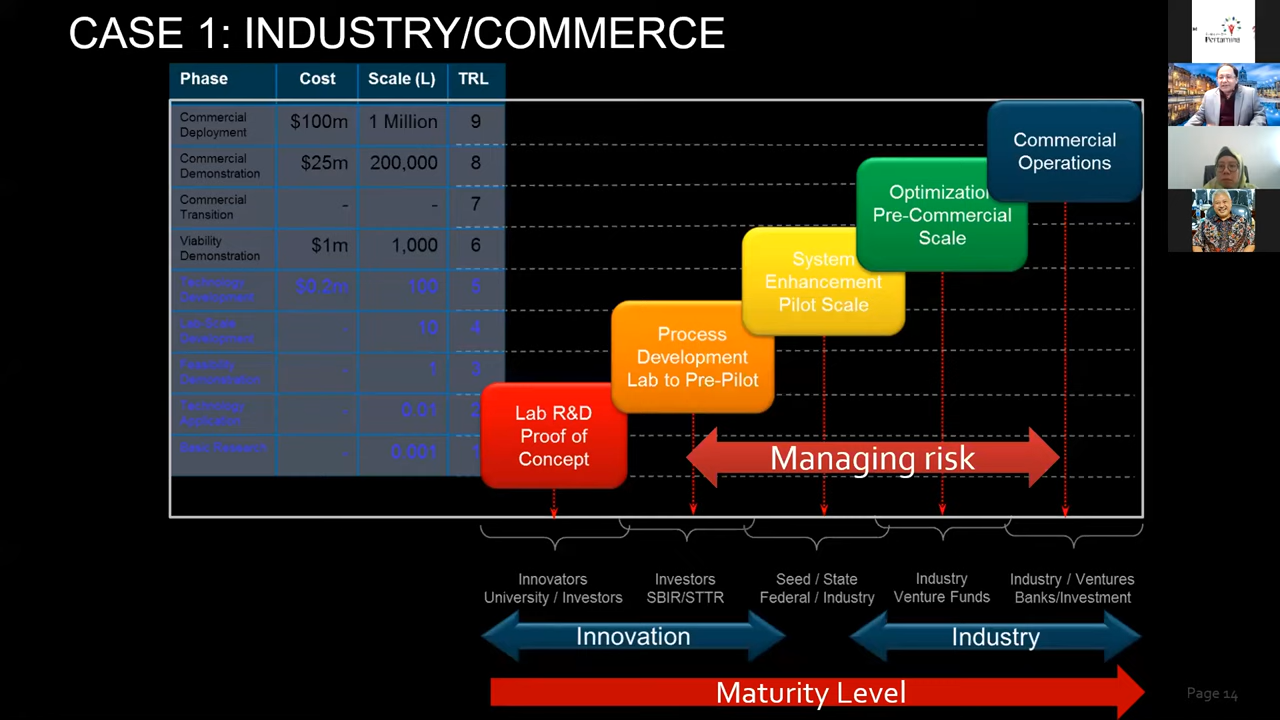 CASE 1: INDUSTRY/COMMERCE
Phase Cost Scale (L) TRL
Commercial
Deployment
$100m 1 Million 9
Commercial
Demonstration
$25m 200,000 8
Commercial
Transition
- - 7
Viability
Demonstration
$1m 1,000 6
Technology
Development
$0.2m 100 5
Lab-Scale
Development
- 10 4
Feasibility
Demonstration
- 1 3
Technology
Application
- 0.01 2
Basic Research
- 0.001 1
Commercial
Operations
Optimization
Pre-Commercial
Scale
System
Enhancement
Pilot Scale
Process
Development
Lab to Pre-Pilot
Lab R&D
Proof of
Concept
Managing risk
Innovators
University / Investors
Investors
SBIR/STTR
Seed / State
Federal / Industry
Industry
Venture Funds
Industry / Ventures
Banks/Investment
Innovation
Industry
Maturity Level
Page 14
Pertamina